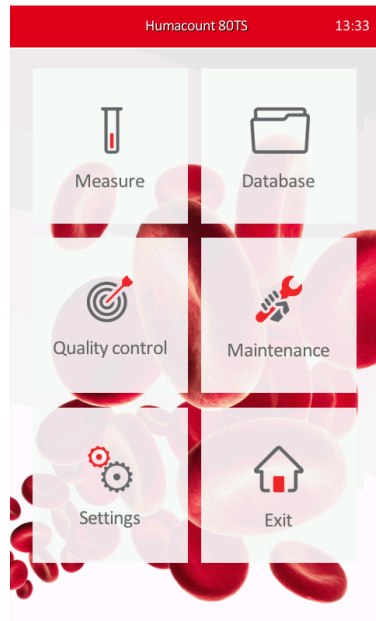 Humacount 80TS 13:33
Measure Database
Quality control Maintenance
Settings Exit